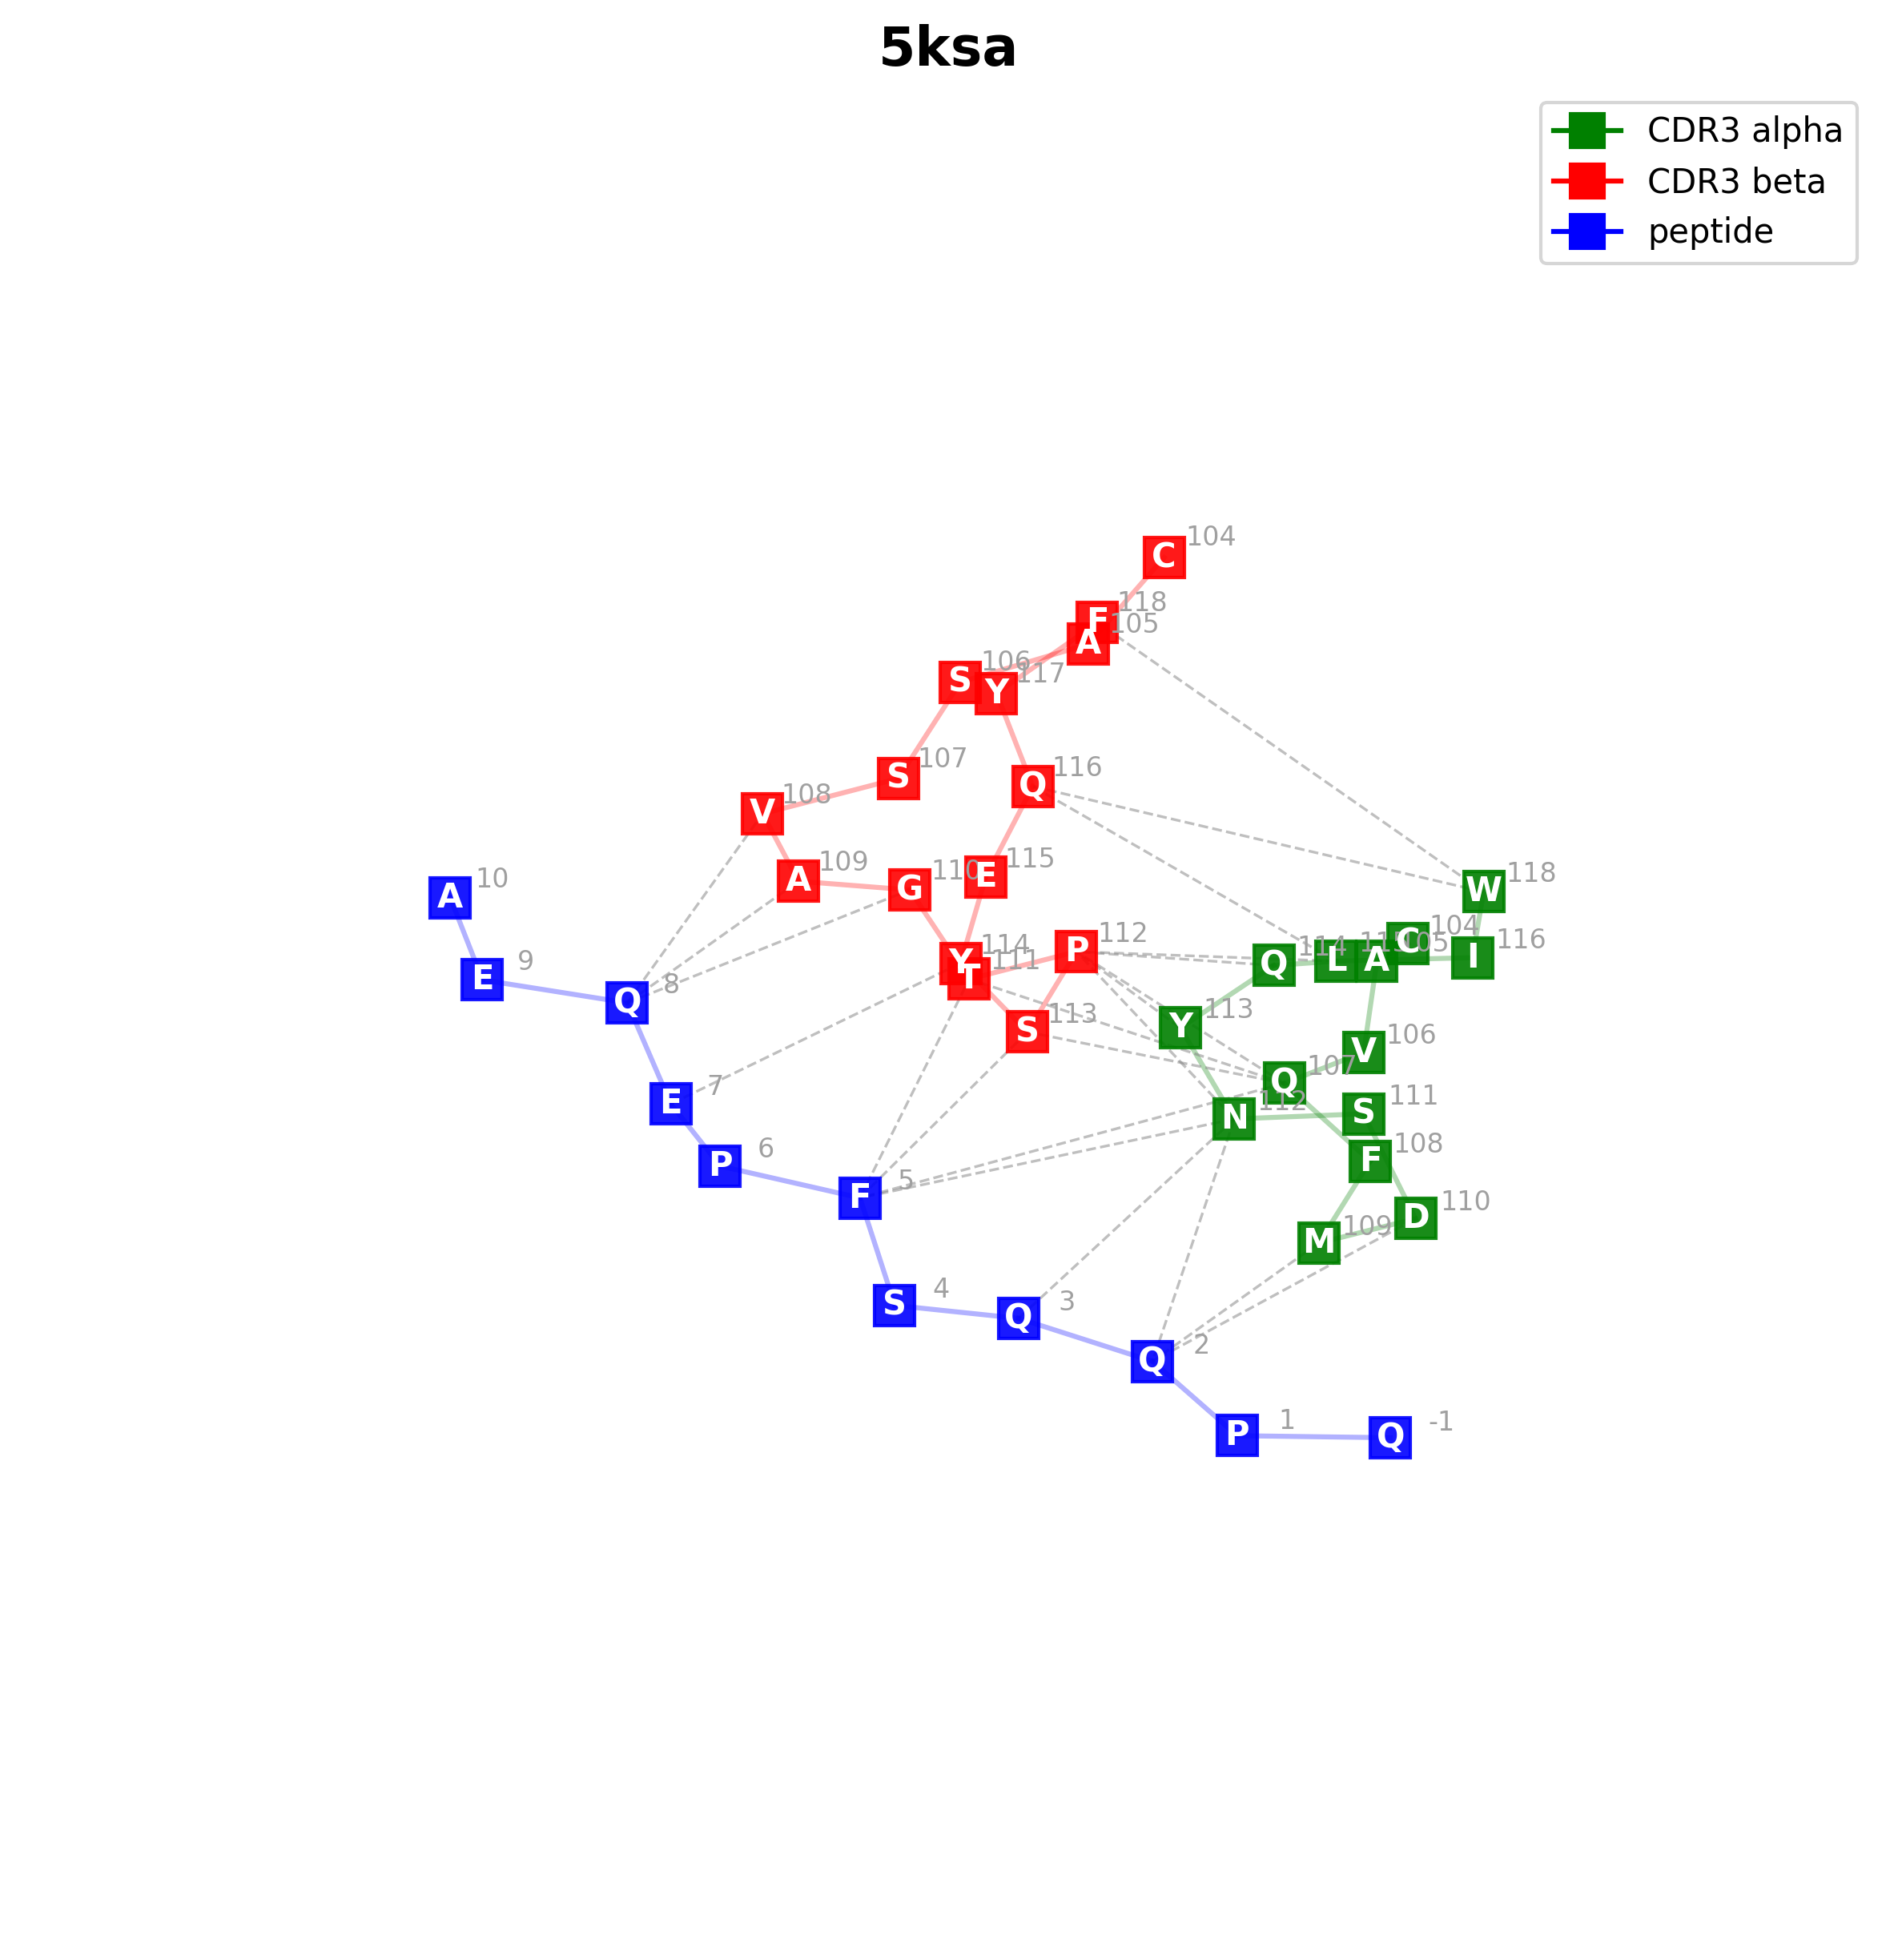 5ksa
CDR3 alpha
CDR3 beta
peptide
C 104
F 118
A 105
S 106
Y 117
S 107
Q 116
V 108
E 115
A 109
G 110
A 10
W 118
P 112
C 104
Y 114
T 111
Q 114
L 115
A 105
I 116
E 9
Q 8
S 113
Y 113
V 106
Q 107
E 7
N 112
S 111
P 6
F 108
F 5
D 110
M 109
S 4
Q 3
Q 2
P 1
Q -1